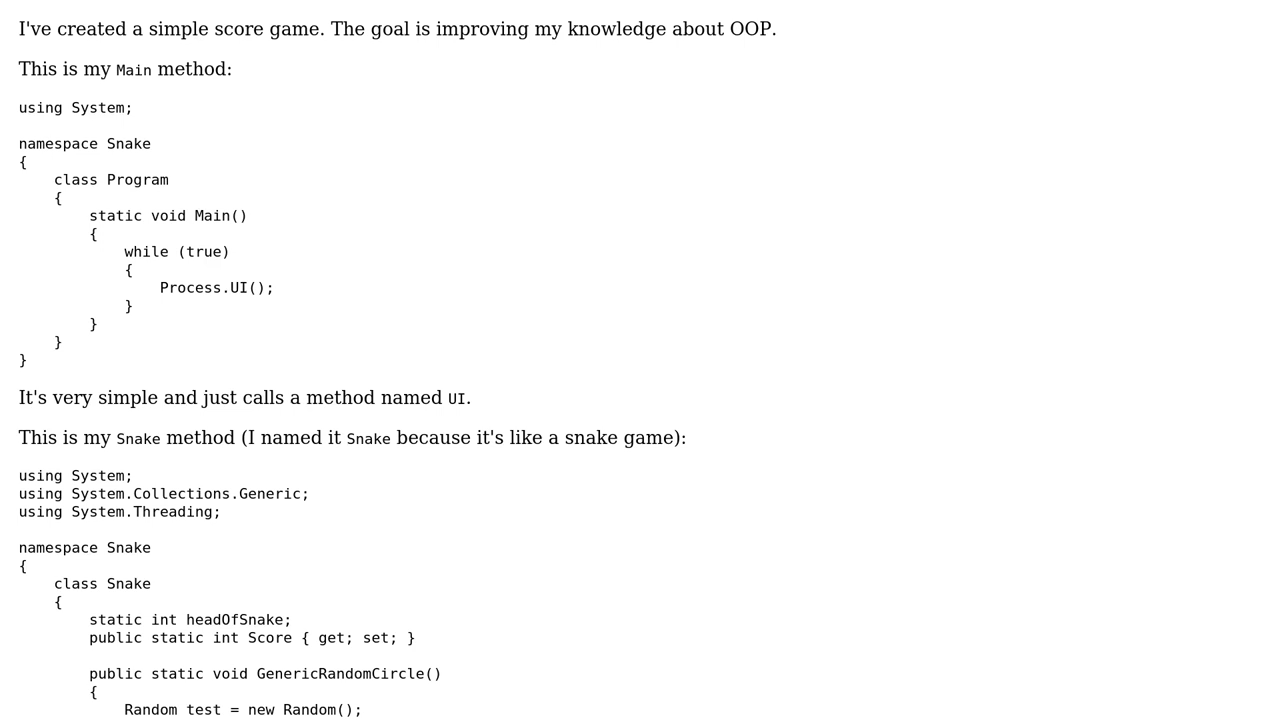 I've created a simple score game. The goal is improving my knowledge about OOP.
This is my Main method:
using System;
namespace Snake
{
    class Program
    {
        static void Main()
        {
            while (true)
            {
                Process.UI();
            }
        }
    }
}
It's very simple and just calls a method named UI.
This is my Snake method (I named it Snake because it's like a snake game):
using System;
using System.Collections.Generic;
using System.Threading;
namespace Snake
{
    class Snake
    {
        static int headOfSnake;
        public static int Score { get; set; }
        public static void GenericRandomCircle()
        {
            Random test = new Random();